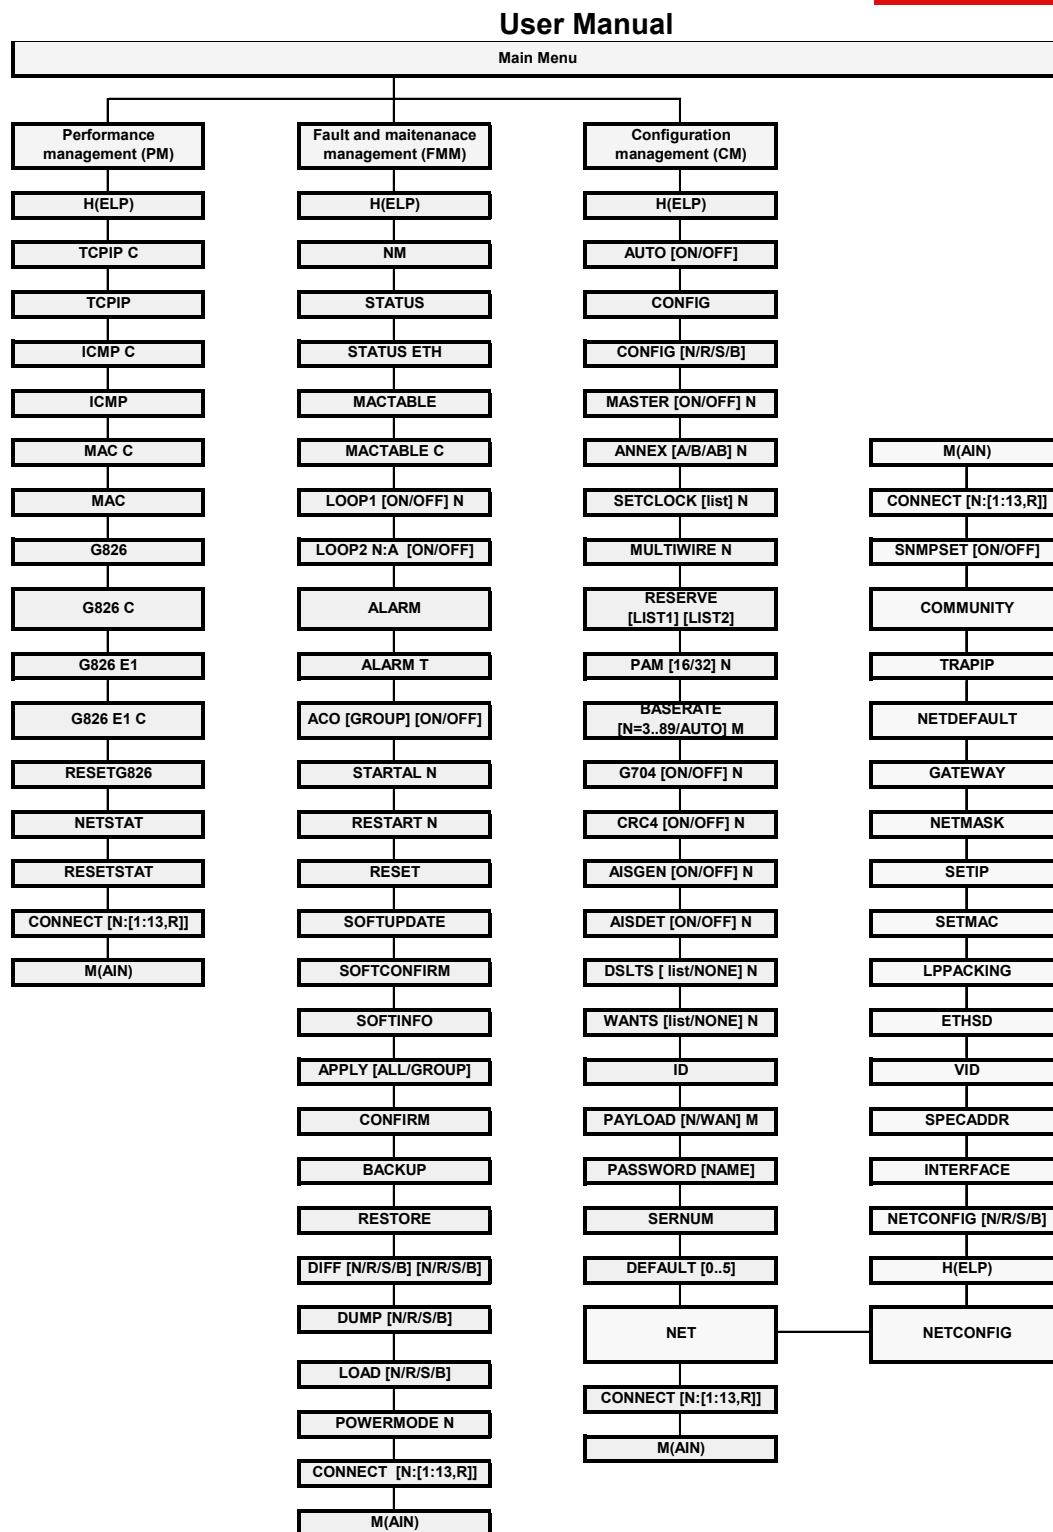 User Manual
Main Menu
Performance
management (PM)
H(ELP)
TCPIP C
TCPIP
ICMP C
ICMP
MAC C
MAC
G826
G826 C
G826 E1
G826 E1 C
RESETG826
NETSTAT
RESETSTAT
CONNECT [N:[1:13,R]]
M(AIN)
Fault and maitenanace
management (FMM)
H(ELP)
NM
STATUS
STATUS ETH
MACTABLE
MACTABLE C
LOOP1 [ON/OFF] N
LOOP2 N:A [ON/OFF]
ALARM
ALARM T
ACO [GROUP] [ON/OFF]
STARTAL N
RESTART N
RESET
SOFTUPDATE
SOFTCONFIRM
SOFTINFO
APPLY [ALL/GROUP]
CONFIRM
BACKUP
RESTORE
DIFF [N/R/S/B] [N/R/S/B]
DUMP [N/R/S/B]
LOAD [N/R/S/B]
POWERMODE N
CONNECT [N:[1:13,R]]
M(AIN)
Configuration
management (CM)
H(ELP)
AUTO [ON/OFF]
CONFIG
CONFIG [N/R/S/B]
MASTER [ON/OFF] N
ANNEX [A/B/AB] N
SETCLOCK [list] N
MULTIWIRE N
RESERVE
[LIST1] [LIST2]
PAM [16/32] N
BASERATE
[N=3..89/AUTO] M
G704 [ON/OFF] N
CRC4 [ON/OFF] N
AISGEN [ON/OFF] N
AISDET [ON/OFF] N
DSLTS [ list/NONE] N
WANTS [list/NONE] N
ID
PAYLOAD [N/WAN] M
PASSWORD [NAME]
SERNUM
DEFAULT [0..5]
NET
CONNECT [N:[1:13,R]]
M(AIN)
M(AIN)
CONNECT [N:[1:13,R]]
SNMPSET [ON/OFF]
COMMUNITY
TRAPIP
NETDEFAULT
GATEWAY
NETMASK
SETIP
SETMAC
LPPACKING
ETHSD
VID
SPECADDR
INTERFACE
NETCONFIG [N/R/S/B]
H(ELP)
NETCONFIG